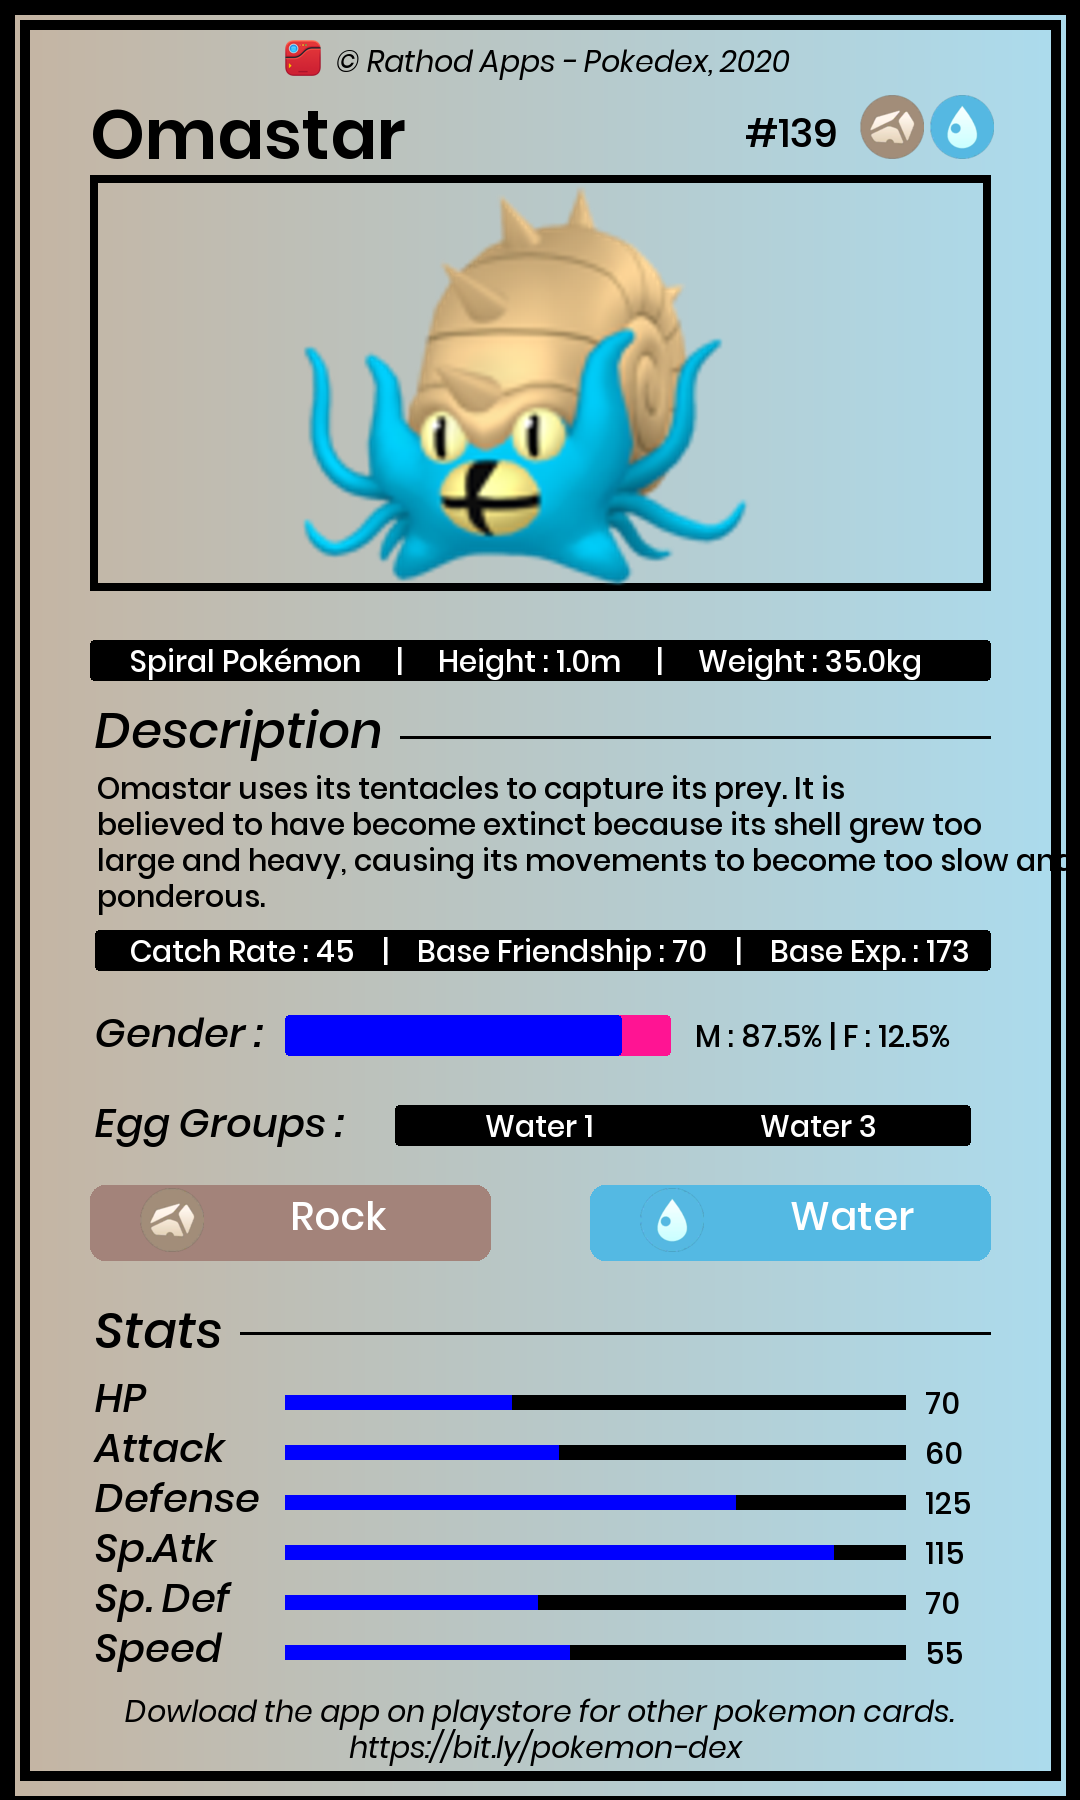 © Rathod Apps - Pokedex, 2020
Omastar #139
Spiral Pokémon | Height : 1.0m | Weight : 35.0kg
Description
Omastar uses its tentacles to capture its prey. It is
believed to have become extinct because its shell grew too
large and heavy, causing its movements to become too slow and
ponderous.
Catch Rate : 45 | Base Friendship : 70 | Base Exp. : 173
Gender : M : 87.5% | F : 12.5%
Egg Groups : Water 1 Water 3
Rock Water
Stats
HP 70
Attack 60
Defense 125
Sp.Atk 115
Sp. Def 70
Speed 55
Dowload the app on playstore for other pokemon cards.
https://bit.ly/pokemon-dex